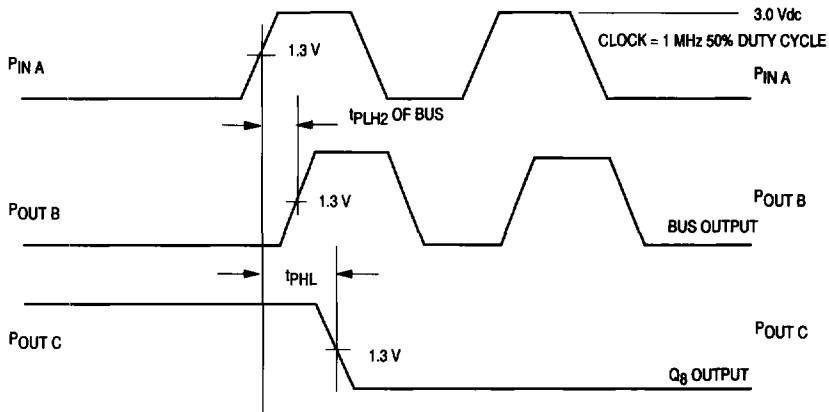 3.0 Vdc
CLOCK = 1 MHz 50% DUTY CYCLE
PIN A
1.3 V
PIN A
tPLH2 OF BUS
POUT B
1.3 V
POUT B
BUS OUTPUT
tPHL
POUT C
1.3 V
POUT C
Q8 OUTPUT